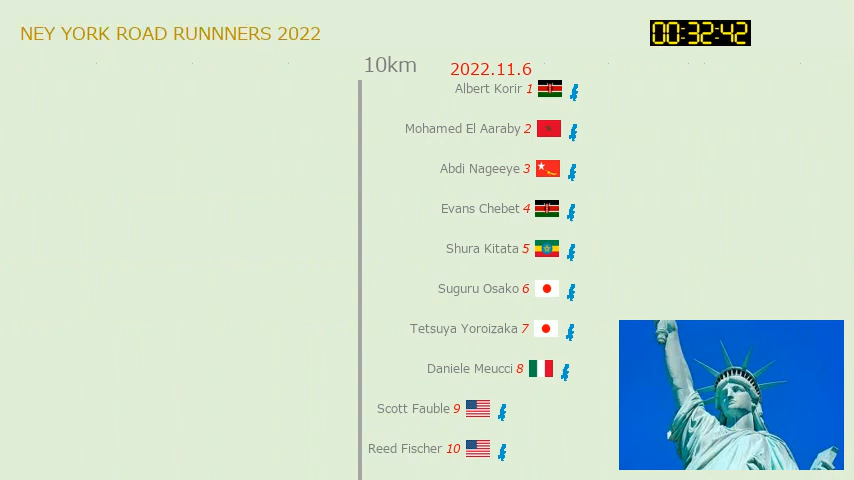 NEY YORK ROAD RUNNNERS 2022
00:32:42
10km
2022.11.6
Albert Korir 1
Mohamed El Aaraby 2
Abdi Nageeye 3
Evans Chebet 4
Shura Kitata 5
Suguru Osako 6
Tetsuya Yoroizaka 7
Daniele Meucci 8
Scott Fauble 9
Reed Fischer 10